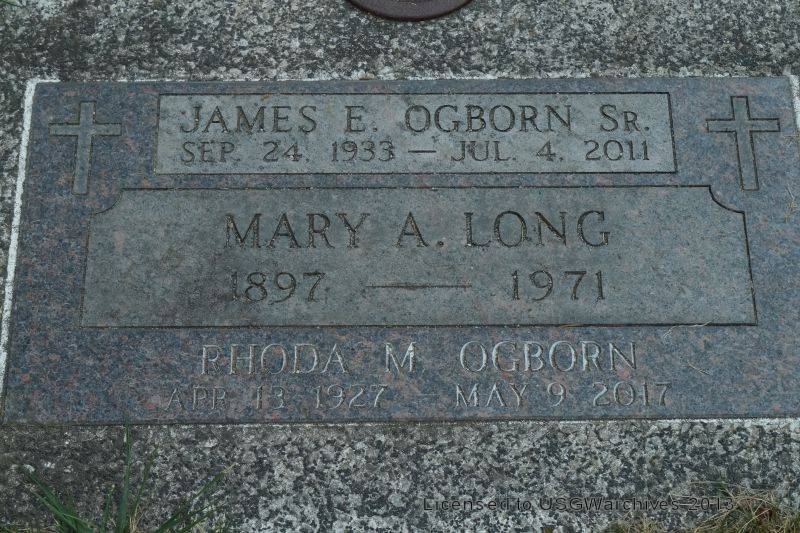 JAMES E. OGBORN SR.
SEP. 24. 1933 — JUL. 4. 2011
MARY A. LONG
1897 — 1971
RHODA M OGBORN
APR 13 1927 — MAY 9 2017
Licensed to USGWarchives